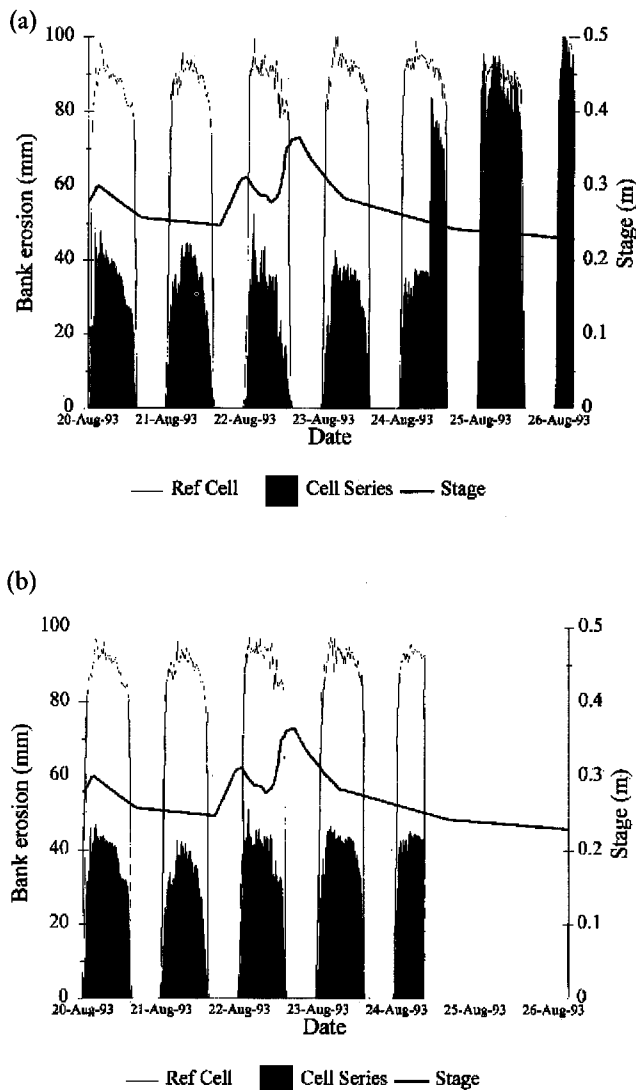 (a)
100
80
60
40
20
0
Bank erosion (mm)
0.5
0.4
0.3
0.2
0.1
0
Stage (m)
20-Aug-93 21-Aug-93 22-Aug-93 23-Aug-93 24-Aug-93 25-Aug-93 26-Aug-93
Date
Ref Cell Cell Series Stage
(b)
100
80
60
40
20
0
Bank erosion (mm)
0.5
0.4
0.3
0.2
0.1
0
Stage (m)
20-Aug-93 21-Aug-93 22-Aug-93 23-Aug-93 24-Aug-93 25-Aug-93 26-Aug-93
Date
Ref Cell Cell Series Stage